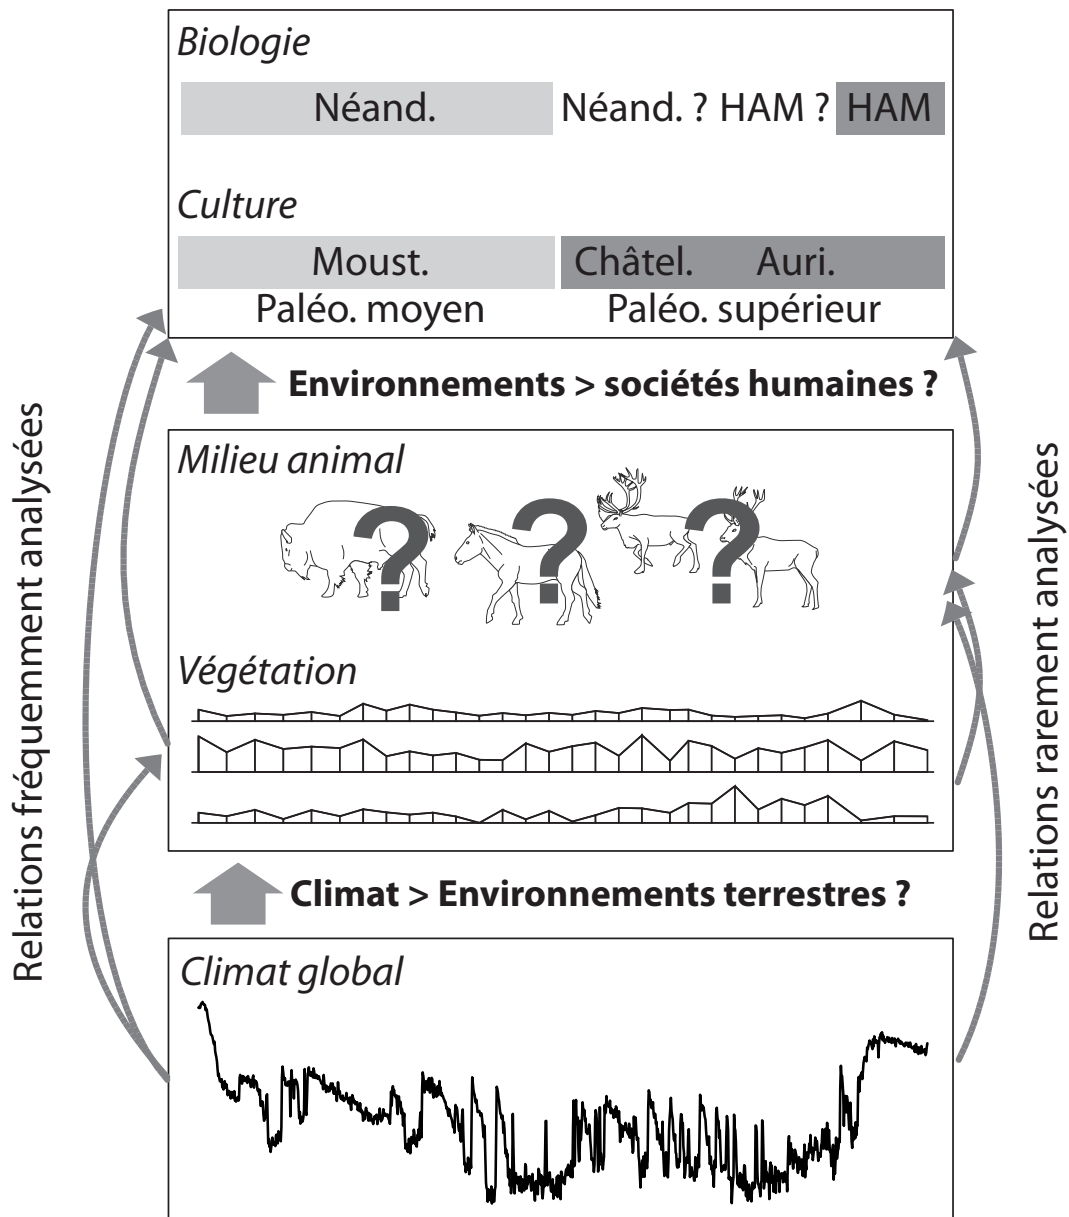 Biologie
Néand.
Néand. ? HAM ?
HAM
Culture
Moust.
Châtel.
Auri.
Paléo. moyen
Paléo. supérieur
Environnements > sociétés humaines ?
Milieu animal
? ? ?
Végétation
Climat > Environnements terrestres ?
Climat global
Relations fréquemment analysées
Relations rarement analysées